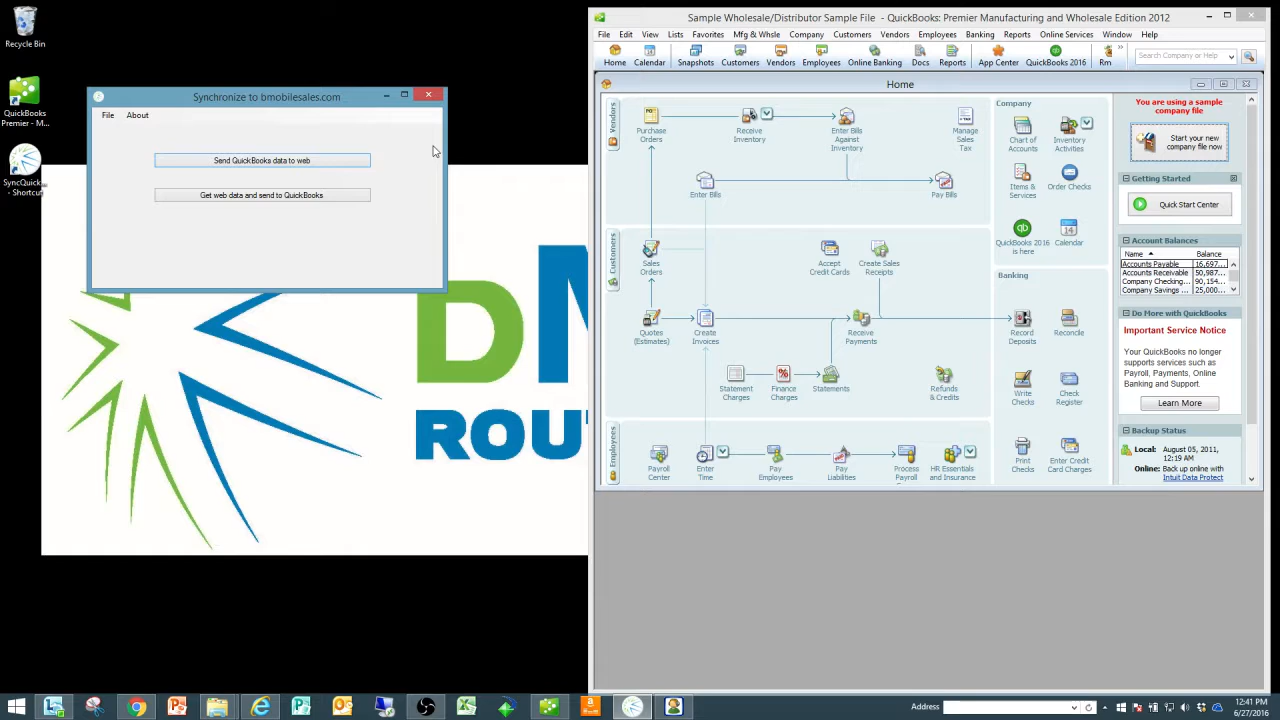 Recycle Bin
QuickBooks
Premier - M...
SyncQuick...
- Shortcut
Synchronize to bmobilesales.com
File About
Send QuickBooks data to web
Get web data and send to QuickBooks
D
ROU
Sample Wholesale/Distributor Sample File - QuickBooks: Premier Manufacturing and Wholesale Edition 2012
File Edit View Lists Favorites Mfg & Whsle Company Customers Vendors Employees Banking Reports Online Services Window Help
Home Calendar Snapshots Customers Vendors Employees Online Banking Docs Reports App Center QuickBooks 2016 Rm
Search Company or Help
Home
Vendors
Purchase
Orders
Receive
Inventory
Enter Bills
Against
Inventory
Manage
Sales
Tax
Enter Bills
Pay Bills
Customers
Sales
Orders
Accept
Credit Cards
Create Sales
Receipts
Quotes
(Estimates)
Create
Invoices
Receive
Payments
Statement
Charges
Finance
Charges
Statements
Refunds
& Credits
Employees
Payroll
Center
Enter
Time
Pay
Employees
Pay
Liabilities
Process
Payroll
HR Essentials
and Insurance
Company
Chart of
Accounts
Inventory
Activities
Items &
Services
Order Checks
QuickBooks 2016
is here
Calendar
Banking
Record
Deposits
Reconcile
Write
Checks
Check
Register
Print
Checks
Enter Credit
Card Charges
You are using a sample
company file
Start your new
company file now
Getting Started
Quick Start Center
Account Balances
Name Balance
Accounts Payable 16,697...
Accounts Receivable 50,987...
Company Checking... 90,154...
Company Savings ... 25,000...
Do More with QuickBooks
Important Service Notice
Your QuickBooks no longer
supports services such as
Payroll, Payments, Online
Banking and Support.
Learn More
Backup Status
Local: August 05, 2011,
12:19 AM
Online: Back up online with
Intuit Data Protect
Address
12:41 PM
6/27/2016